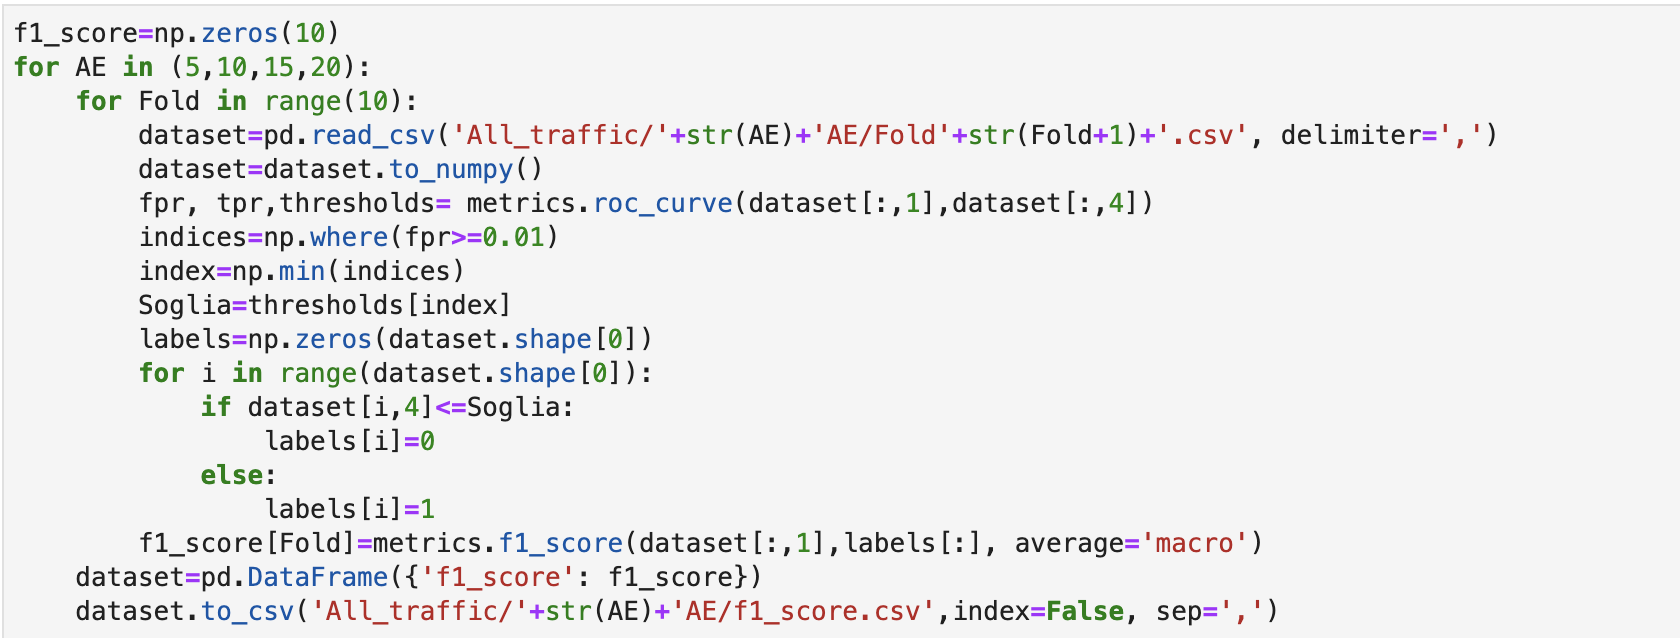 f1_score=np.zeros(10)
for AE in (5,10,15,20):
    for Fold in range(10):
        dataset=pd.read_csv('All_traffic/'+str(AE)+'AE/Fold'+str(Fold+1)+'.csv', delimiter=',')
        dataset=dataset.to_numpy()
        fpr, tpr,thresholds= metrics.roc_curve(dataset[:,1],dataset[:,4])
        indices=np.where(fpr>=0.01)
        index=np.min(indices)
        Soglia=thresholds[index]
        labels=np.zeros(dataset.shape[0])
        for i in range(dataset.shape[0]):
            if dataset[i,4]<=Soglia:
                labels[i]=0
            else:
                labels[i]=1
        f1_score[Fold]=metrics.f1_score(dataset[:,1],labels[:], average='macro')
    dataset=pd.DataFrame({'f1_score': f1_score})
    dataset.to_csv('All_traffic/'+str(AE)+'AE/f1_score.csv',index=False, sep=',')